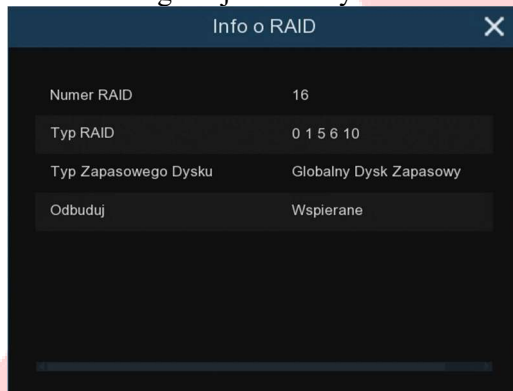 Info o RAID
Numer RAID 16
Typ RAID 0 1 5 6 10
Typ Zapasowego Dysku Globalny Dysk Zapasowy
Odbuduj Wspierane